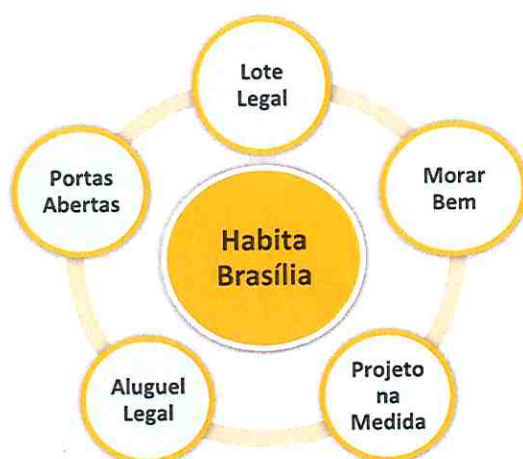 Lote
Legal
Portas
Abertas
Morar
Bem
Habita
Brasília
Aluguel
Legal
Projeto
na
Medida